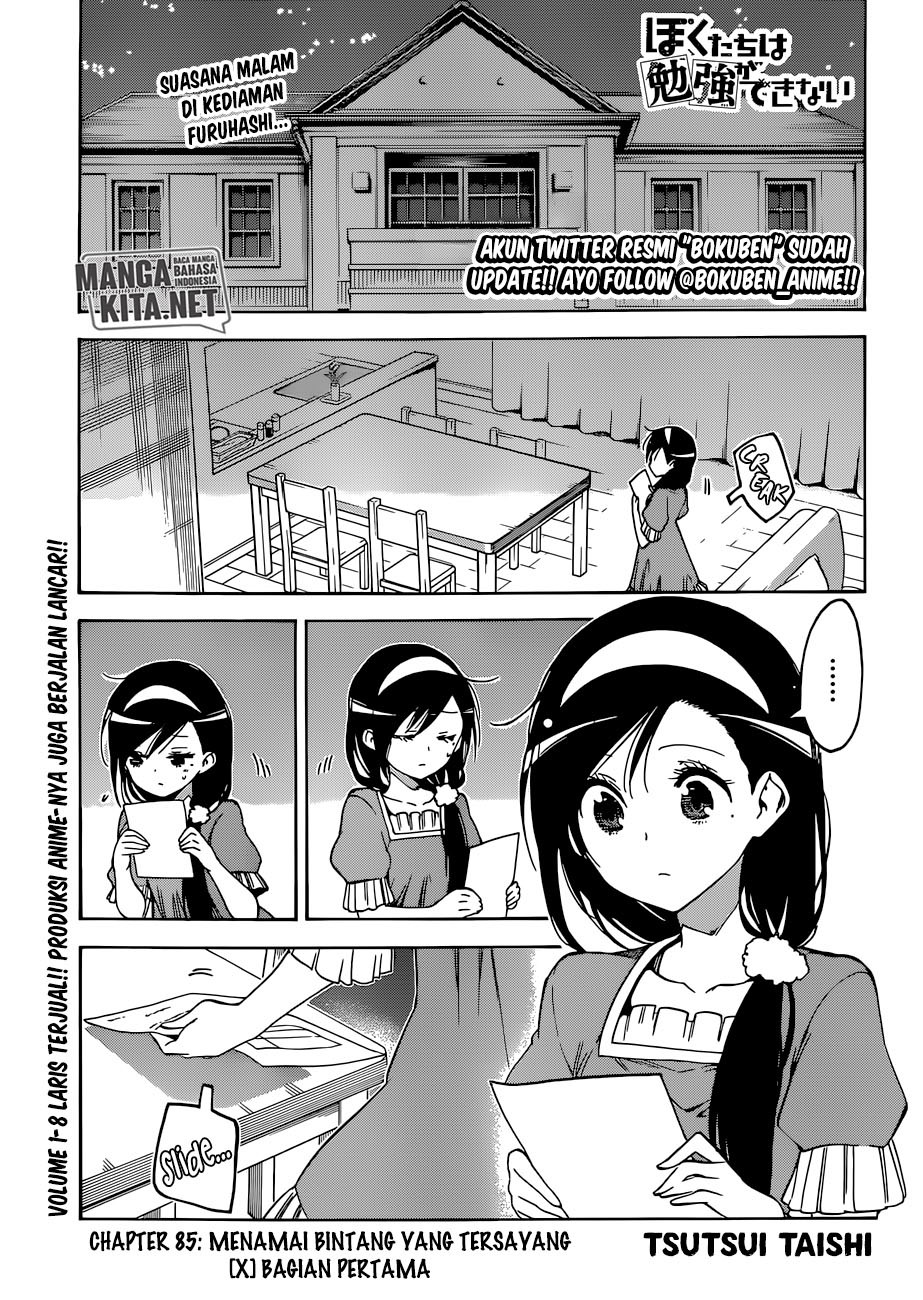 ぼくたちは
勉強ができない
SUASANA MALAM
DI KEDIAMAN
FURUHASHI...
AKUN TWITTER RESMI "BOKUBEN" SUDAH
UPDATE!! AYO FOLLOW @BOKUBEN_ANIME!!
MANGA
KITA.NET
BACA MANGA
BAHASA
INDONESIA
CREAK
........
VOLUME 1-8 LARIS TERJUAL!! PRODUKSI ANIME-NYA JUGA BERJALAN LANCAR!!
Slide...
CHAPTER 85: MENAMAI BINTANG YANG TERSAYANG
[X] BAGIAN PERTAMA
TSUTSUI TAISHI